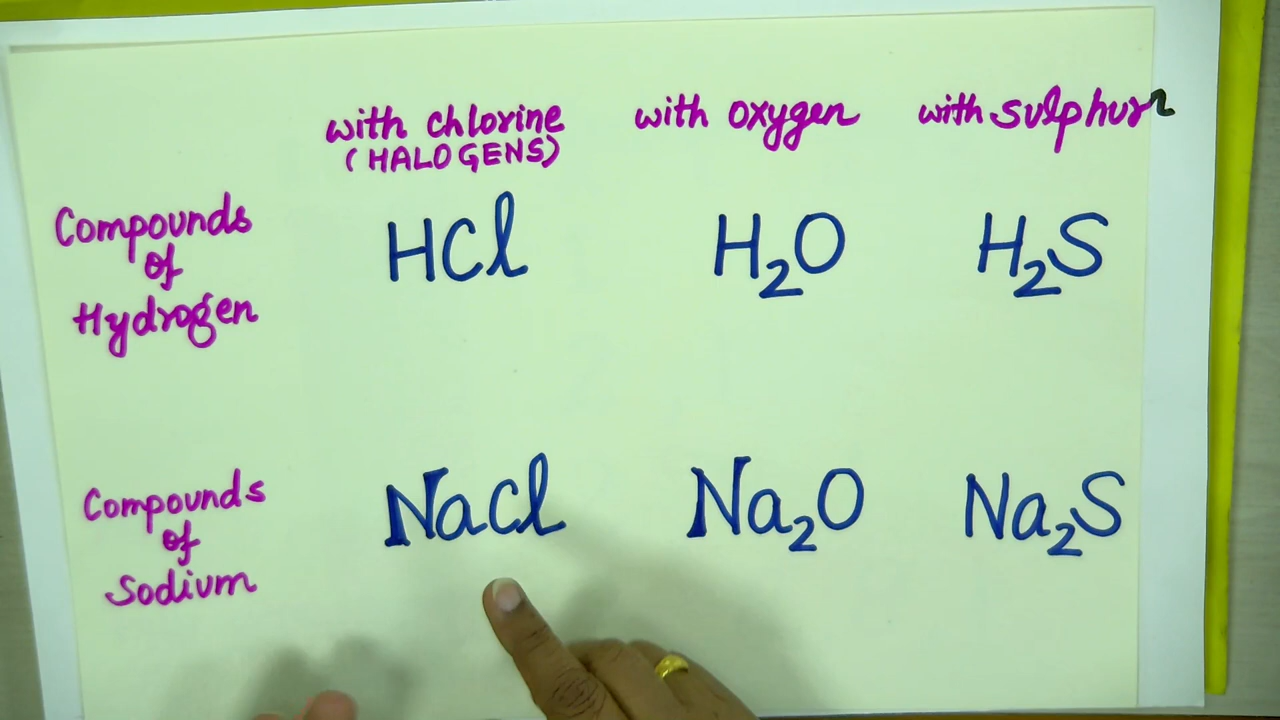 with chlorine with oxygen with sulphur
(HALOGENS)
Compounds of Hydrogen HCl H₂O H₂S
Compounds of Sodium NaCl Na₂O Na₂S